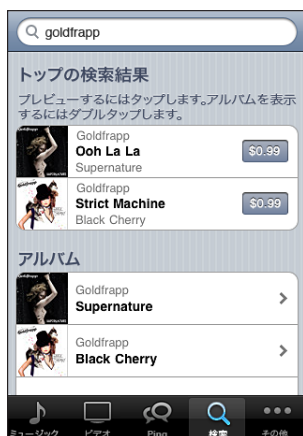 goldfrapp
トップの検索結果
プレビューするにはタップします。アルバムを表示
するにはダブルタップします。
Goldfrapp
Ooh La La
$0.99
Supernature
Goldfrapp
Strict Machine
$0.99
Black Cherry
アルバム
Goldfrapp
Supernature
Goldfrapp
Black Cherry
ミュージック ビデオ Ping 検索 その他